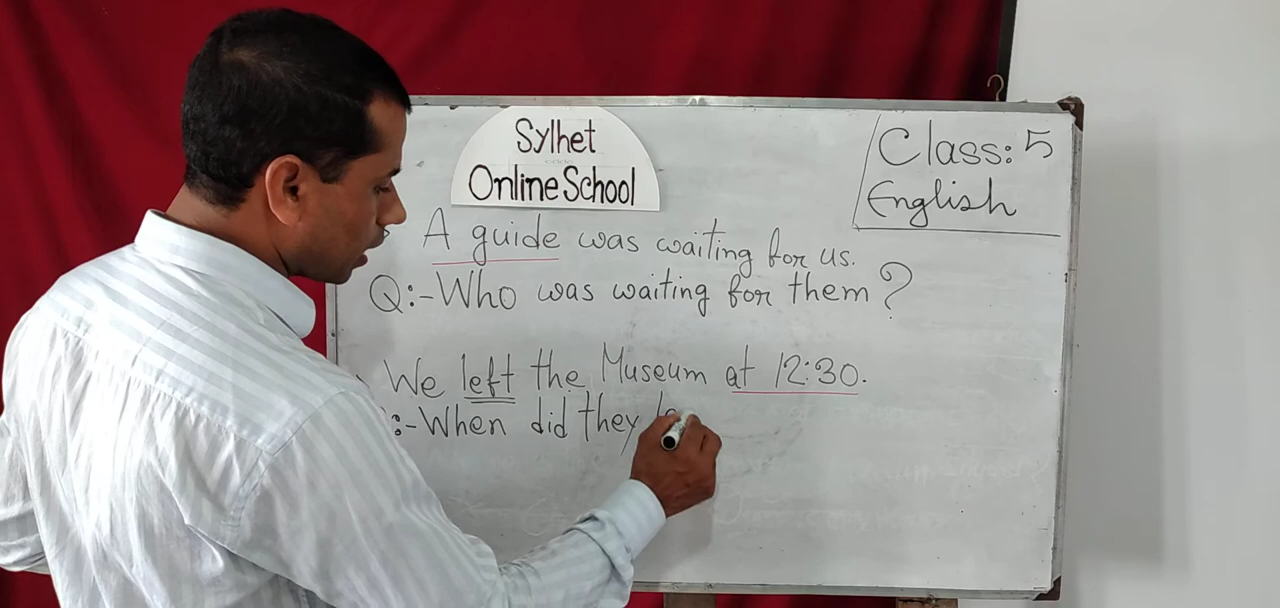 Sylhet
Online School
Class: 5
English
A guide was waiting for us.
Q:- Who was waiting for them?
We left the Museum at 12:30.
:- When did they